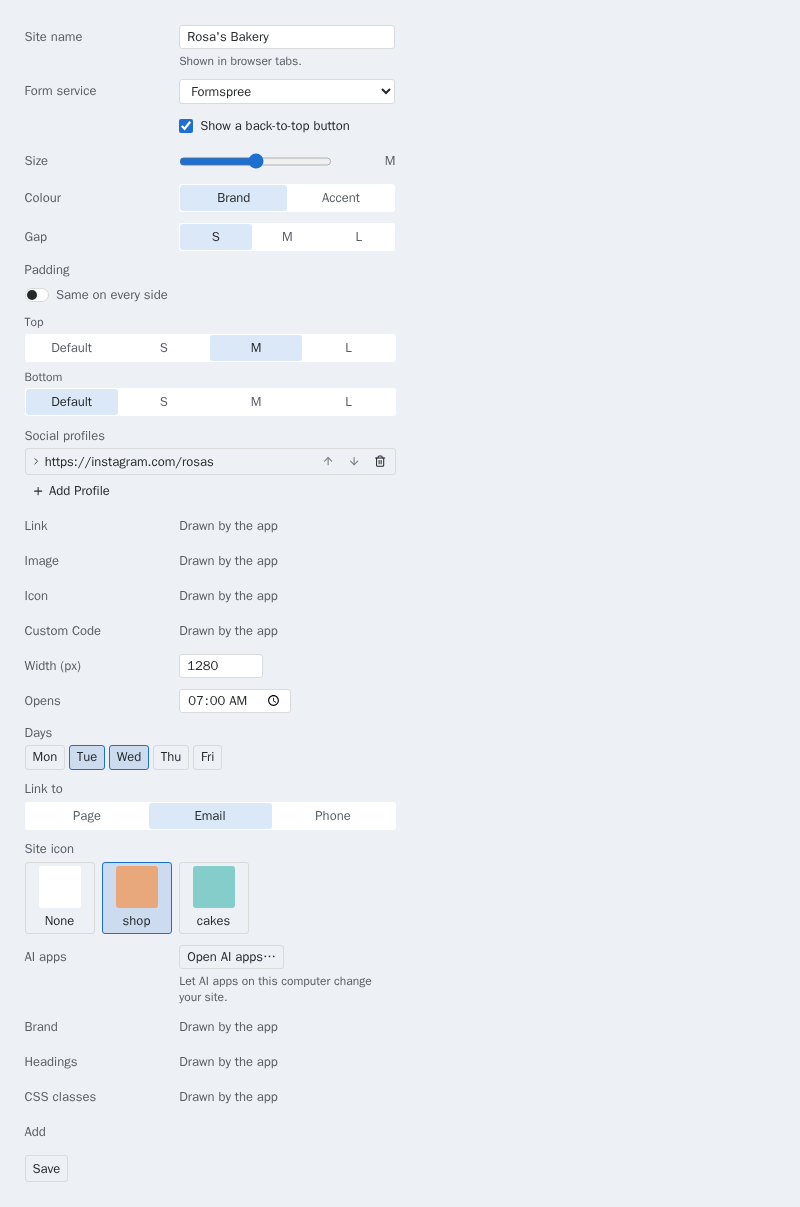 Site name Rosa's Bakery
Shown in browser tabs.
Form service Formspree
Show a back-to-top button
Size M
Colour Brand Accent
Gap S M L
Padding
Same on every side
Top
Default S M L
Bottom
Default S M L
Social profiles
https://instagram.com/rosas
Add Profile
Link Drawn by the app
Image Drawn by the app
Icon Drawn by the app
Custom Code Drawn by the app
Width (px) 1280
Opens 07:00 AM
Days
Mon Tue Wed Thu Fri
Link to
Page Email Phone
Site icon
None shop cakes
AI apps Open AI apps···
Let AI apps on this computer change
your site.
Brand Drawn by the app
Headings Drawn by the app
CSS classes Drawn by the app
Add
Save